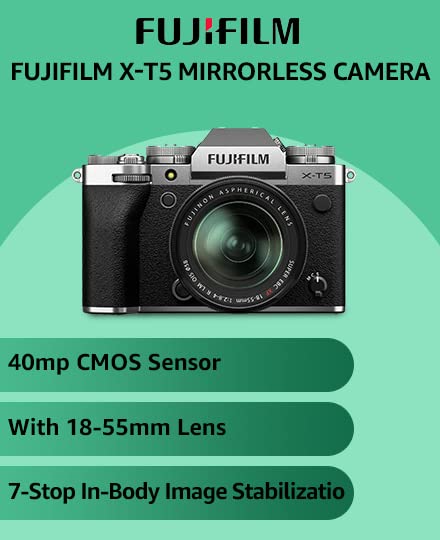 FUJIFILM
FUJIFILM X-T5 MIRRORLESS CAMERA
FUJIFILM
X-T5
FUJINON ASPHERICAL LENS
SUPER EBC XF 18-55mm 1:2.8-4 R LM OIS ø58
40mp CMOS Sensor
With 18-55mm Lens
7-Stop In-Body Image Stabilizatio